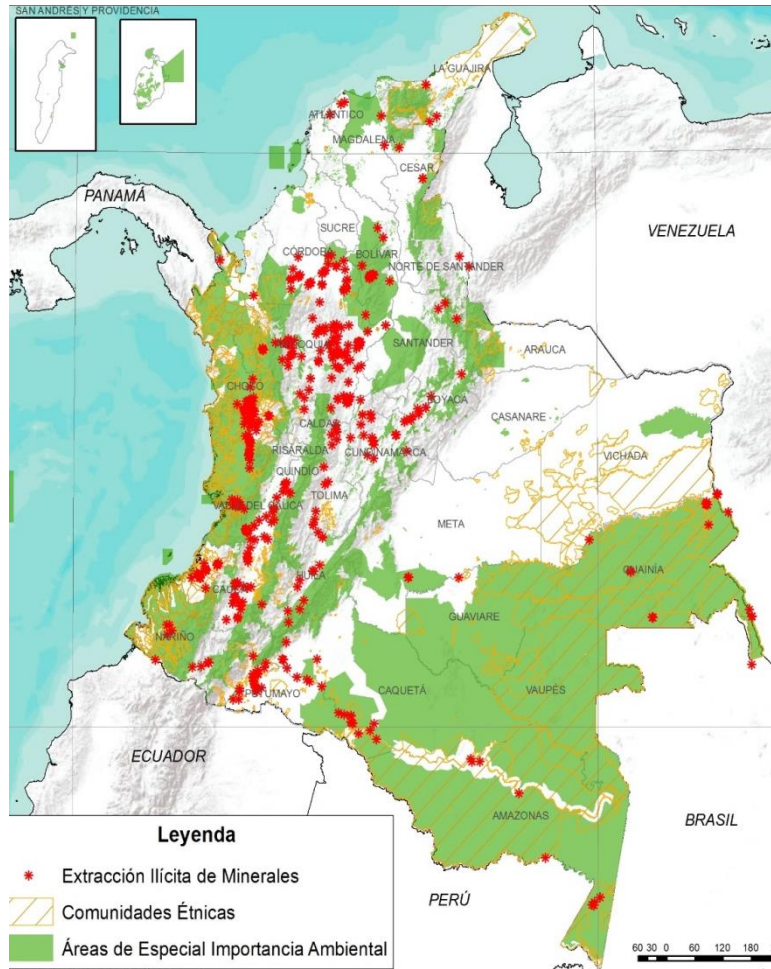 SAN ANDRÉS Y PROVIDENCIA
LA GUAJIRA
ATLÁNTICO
MAGDALENA
CESAR
PANAMÁ
SUCRE
VENEZUELA
CÓRDOBA
BOLÍVAR
NORTE DE SANTANDER
SANTANDER
ARAUCA
CHOCÓ
BOYACÁ
CASANARE
CALDAS
VICHADA
RISARALDA
CUNDINAMARCA
QUINDÍO
TOLIMA
VALLE DEL CAUCA
META
GUAINÍA
HUILA
CAUCA
GUAVIARE
NARIÑO
VAUPÉS
CAQUETÁ
PUTUMAYO
ECUADOR
AMAZONAS
BRASIL
PERÚ
Leyenda
Extracción Ilícita de Minerales
Comunidades Étnicas
Áreas de Especial Importancia Ambiental
60 30 0 60 120 180